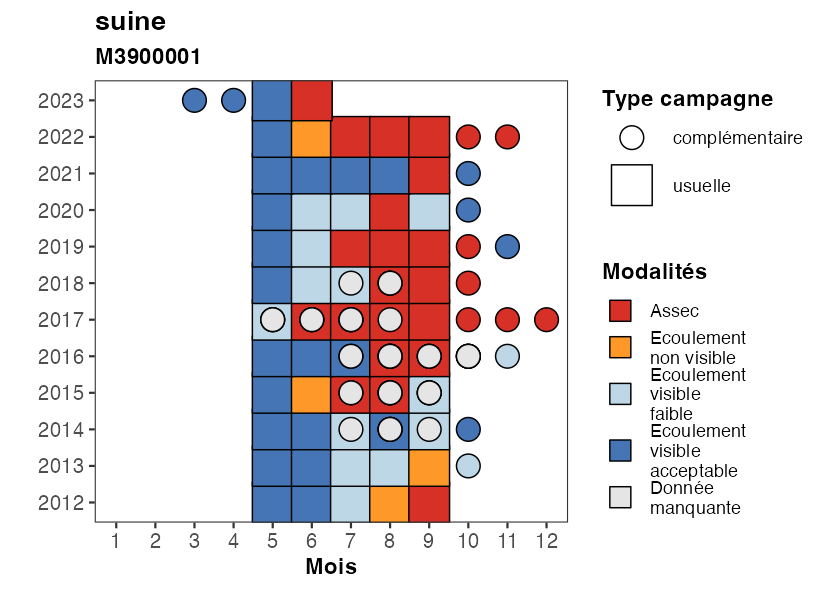 suine
M3900001
2023
2022
2021
2020
2019
2018
2017
2016
2015
2014
2013
2012
1 2 3 4 5 6 7 8 9 10 11 12
Mois
Type campagne
complémentaire
usuelle
Modalités
Assec
Ecoulement
non visible
Ecoulement
visible
faible
Ecoulement
visible
acceptable
Donnée
manquante